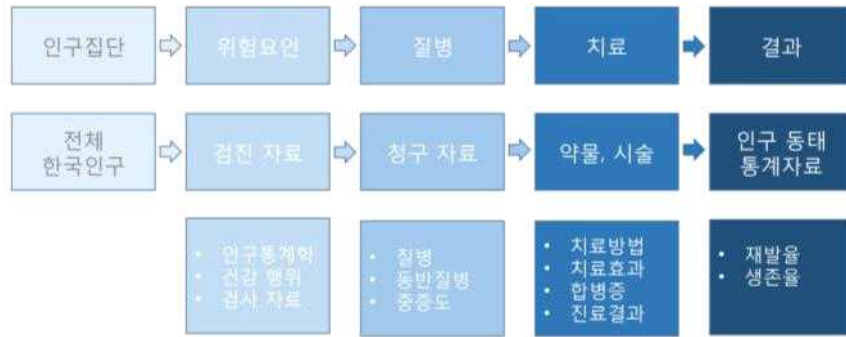 인구집단
위험요인
질병
치료
결과
전체
한국인구
검진 자료
청구 자료
약물, 시술
인구 동태
통계자료
• 인구통계학
• 건강 행위
• 검사 자료
• 질병
• 동반질병
• 중증도
• 치료방법
• 치료효과
• 합병증
• 진료결과
• 재발율
• 생존율